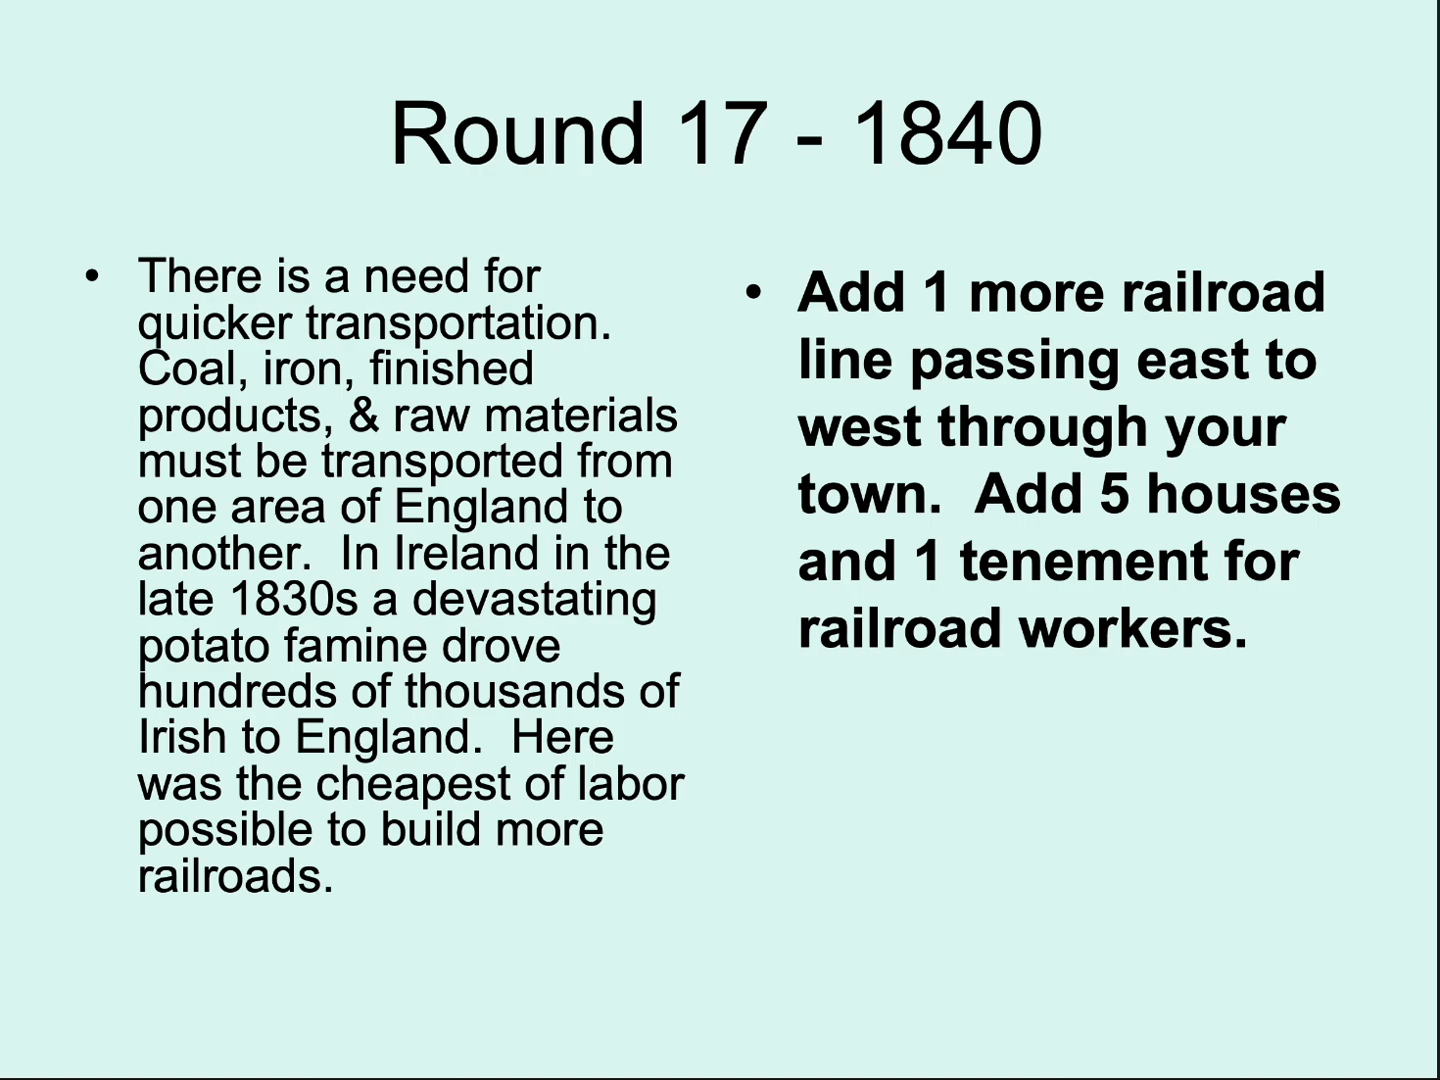 Round 17 - 1840
• There is a need for
quicker transportation.
Coal, iron, finished
products, & raw materials
must be transported from
one area of England to
another.  In Ireland in the
late 1830s a devastating
potato famine drove
hundreds of thousands of
Irish to England.  Here
was the cheapest of labor
possible to build more
railroads.
• Add 1 more railroad
line passing east to
west through your
town.  Add 5 houses
and 1 tenement for
railroad workers.